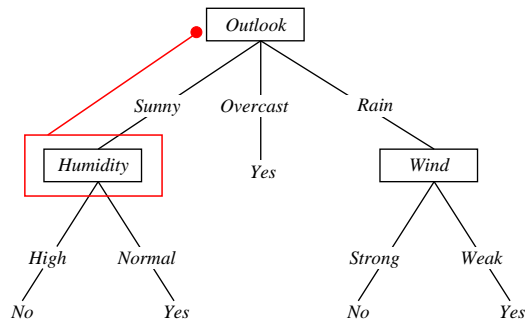 Outlook
Sunny Overcast Rain
Humidity Yes Wind
High Normal Strong Weak
No Yes No Yes